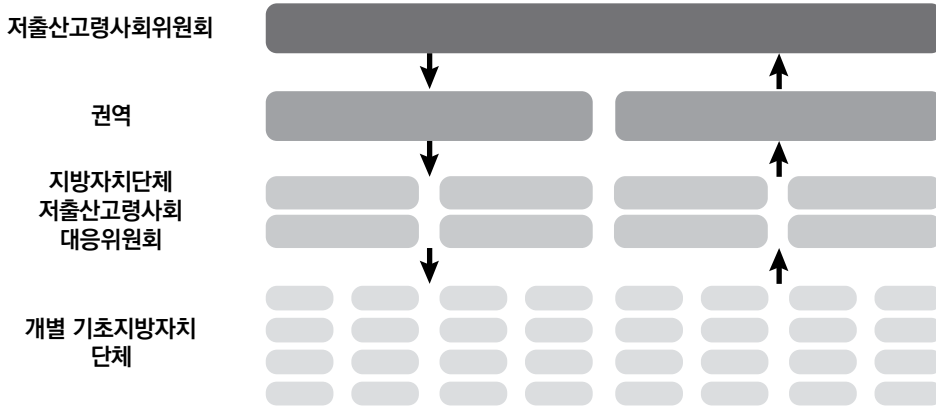 저출산고령사회위원회
권역
지방자치단체
저출산고령사회
대응위원회
개별 기초지방자치
단체